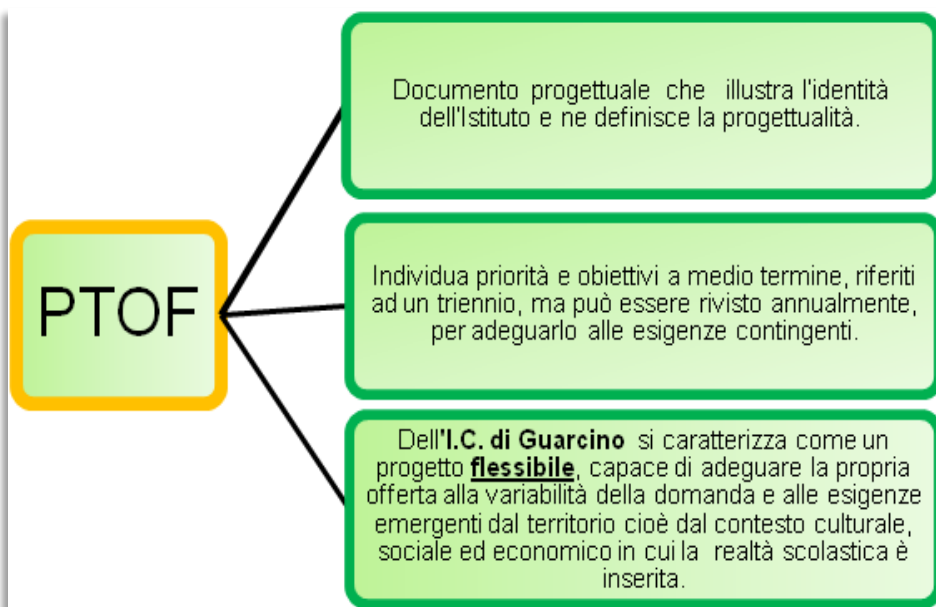 PTOF
Documento progettuale che illustra l'identità
dell'Istituto e ne definisce la progettualità.
Individua priorità e obiettivi a medio termine, riferiti
ad un triennio, ma può essere rivisto annualmente,
per adeguarlo alle esigenze contingenti.
Dell'I.C. di Guarcino si caratterizza come un
progetto flessibile, capace di adeguare la propria
offerta alla variabilità della domanda e alle esigenze
emergenti dal territorio cioè dal contesto culturale,
sociale ed economico in cui la realtà scolastica è
inserita.